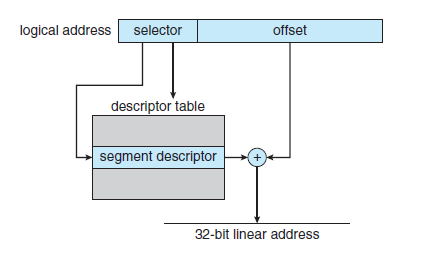 logical address selector offset
descriptor table
segment descriptor +
32-bit linear address